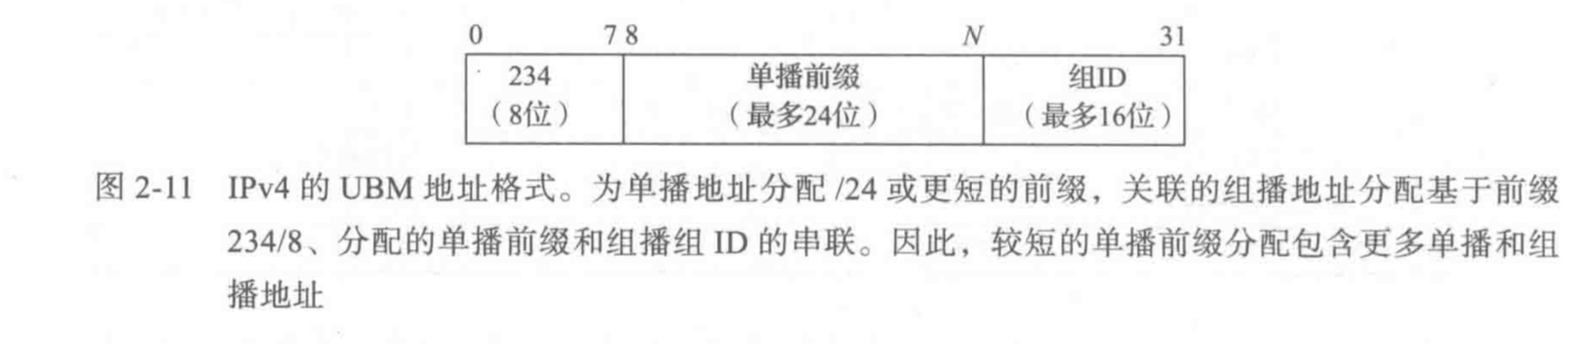 0 7 8 N 31
234 单播前缀 组ID
（8位） （最多24位） （最多16位）
图 2-11 IPv4 的 UBM 地址格式。为单播地址分配 /24 或更短的前缀，关联的组播地址分配基于前缀
234/8、分配的单播前缀和组播组 ID 的串联。因此，较短的单播前缀分配包含更多单播和组
播地址